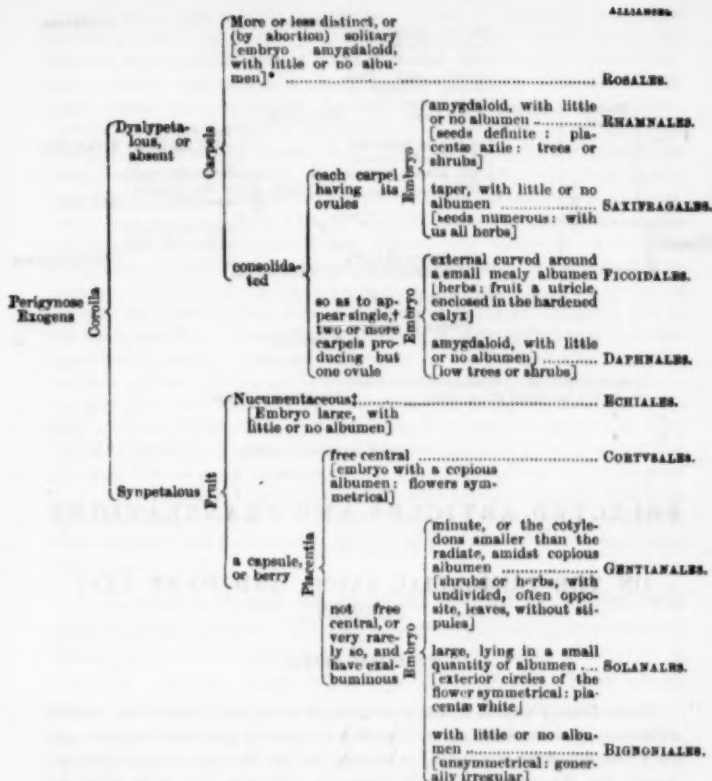 ALLIANCES.
More or less distinct, or
(by abortion) solitary
[embryo amygdaloid,
with little or no albu-
men]* ........ ROSALES.
Dyalypeta-
lous, or
absent
Carpels
amygdaloid, with little
or no albumen ........ RHAMNALES.
[seeds definite : pla-
centæ axile : trees or
shrubs]
each carpel
having its
ovules
Embryo
taper, with little or no
albumen ........ SAXIFRAGALES.
[seeds numerous : with
us all herbs]
consolida-
ted
external curved around
a small mealy albumen FICOIDALES.
[herbs : fruit a utricle,
enclosed in the hardened
calyx]
so as to ap-
pear single,†
two or more
carpels pro-
ducing but
one ovule
Embryo
amygdaloid, with little
or no albumen] ........ DAPHNALES.
[low trees or shrubs]
Perigynose
Exogens
Corolla
Nucumentaceous‡ ........ ECHIALES.
[Embryo large, with
little or no albumen]
Synpetalous
Fruit
free central ........ CORTUSALES.
[embryo with a copious
albumen : flowers sym-
metrical]
a capsule,
or berry
Placentia
minute, or the cotyle-
dons smaller than the
radiate, amidst copious
albumen ........ GENTIANALES.
[shrubs or herbs, with
undivided, often oppo-
site, leaves, without sti-
pules]
not free
central, or
very rare-
ly so, and
have exal-
buminous
Embryo
large, lying in a small
quantity of albumen .... SOLANALES.
[exterior circles of the
flower symmetrical : pla-
centæ white]
with little or no albu-
men ........ BIGNONIALES.
[unsymmetrical : gener-
ally irregular]